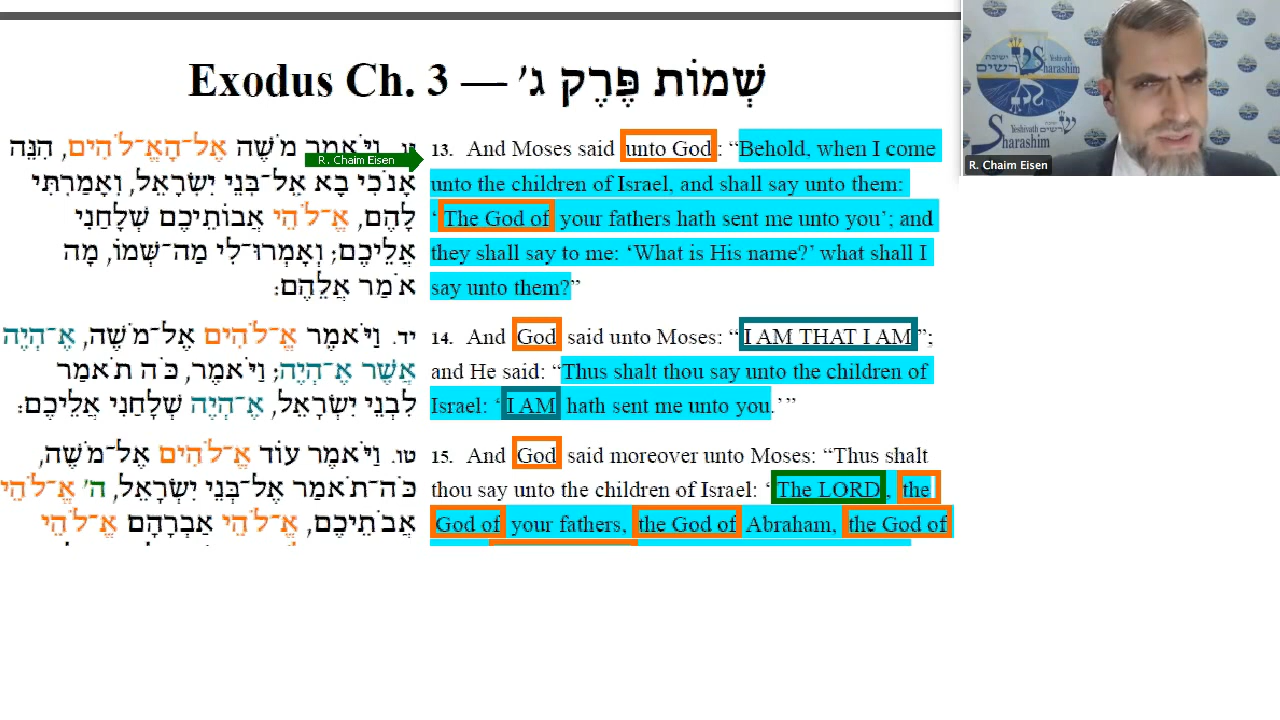 Exodus Ch. 3 — שְׁמוֹת פֶּרֶק ג׳
וַיֹּאמֶר מֹשֶׁה אֶל־הָאֱ־לֹהִים, הִנֵּה
אָנֹכִי בָא אֶל־בְּנֵי יִשְׂרָאֵל, וְאָמַרְתִּי
לָהֶם, אֱ־לֹהֵי אֲבוֹתֵיכֶם שְׁלָחַנִי
אֲלֵיכֶם; וְאָמְרוּ־לִי מַה־שְּׁמוֹ, מָה
אֹמַר אֲלֵהֶם:
יד. וַיֹּאמֶר אֱ־לֹהִים אֶל־מֹשֶׁה, אֶ־הְיֶה
אֲשֶׁר אֶ־הְיֶה; וַיֹּאמֶר, כֹּה תֹאמַר
לִבְנֵי יִשְׂרָאֵל, אֶ־הְיֶה שְׁלָחַנִי אֲלֵיכֶם:
טו. וַיֹּאמֶר עוֹד אֱ־לֹהִים אֶל־מֹשֶׁה,
כֹּה־תֹאמַר אֶל־בְּנֵי יִשְׂרָאֵל, ה׳ אֱ־לֹהֵי
אֲבֹתֵיכֶם, אֱ־לֹהֵי אַבְרָהָם אֱ־לֹהֵי
R. Chaim Eisen
13. And Moses said unto God: “Behold, when I come
unto the children of Israel, and shall say unto them:
‘The God of your fathers hath sent me unto you’; and
they shall say to me: ‘What is His name?’ what shall I
say unto them?”
14. And God said unto Moses: “I AM THAT I AM”;
and He said: “Thus shalt thou say unto the children of
Israel: ‘I AM hath sent me unto you.’”
15. And God said moreover unto Moses: “Thus shalt
thou say unto the children of Israel: ‘The LORD, the
God of your fathers, the God of Abraham, the God of
ישיבת
שרשים
Sharashim
Yeshivath
Sharashim
R. Chaim Eisen